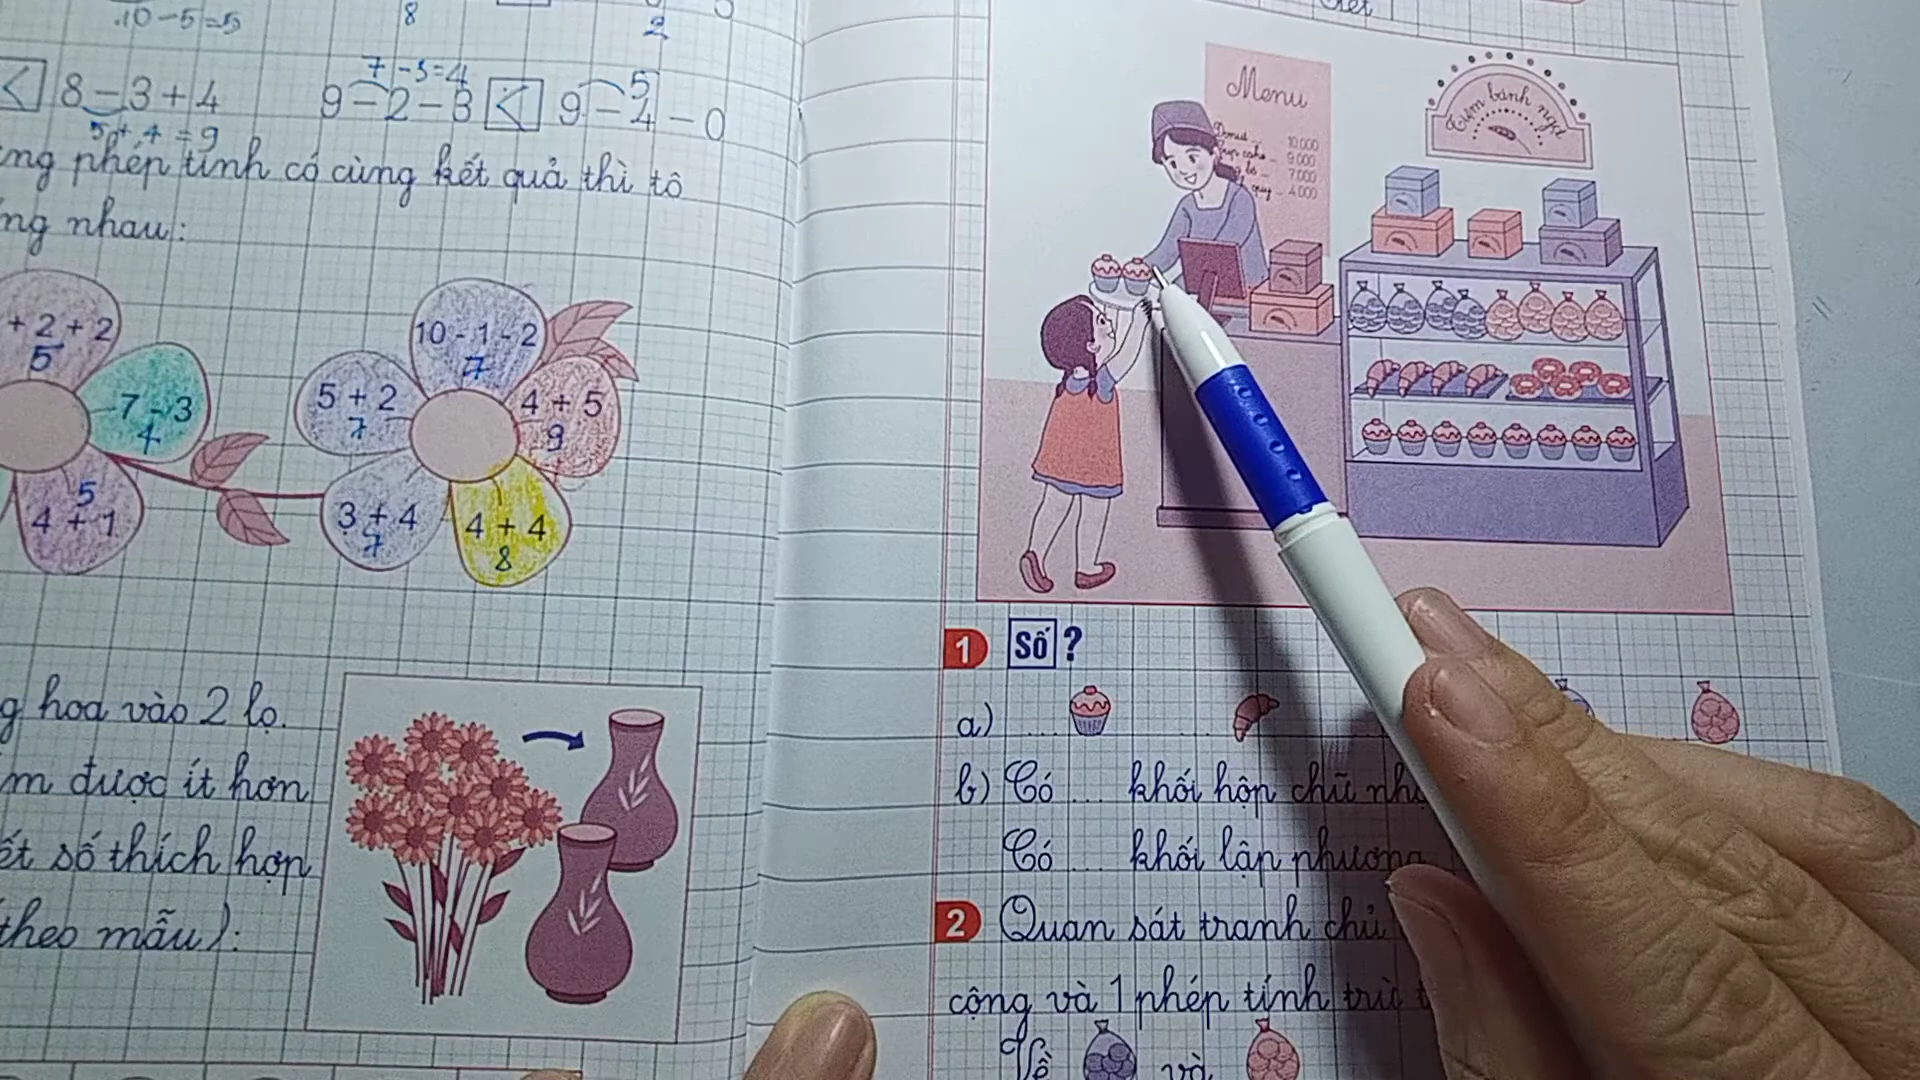 10 - 5 = 5
8
2
< 8 - 3 + 4
5 + 4 = 9
7 - 3 = 4
9 - 2 - 3 < 9 - 4 - 0
5
phép tính có cùng kết quả thì tô
nhau:
+ 2 + 2
5
7 - 3
4
5
4 + 1
10 - 1 - 2
7
5 + 2
7
4 + 5
9
3 + 4
7
4 + 4
8
hoa vào 2 lọ.
được ít hơn
số thích hợp
theo mẫu):
Menu
Donut 10.000
cake 9.000
7.000
quy 4.000
Tiệm bánh ngọt
1 Số ?
a) ... ...
b) Có ... khối hộp chữ
Có ... khối lập phương
2 Quan sát tranh chủ
cộng và 1 phép tính trừ
Về và